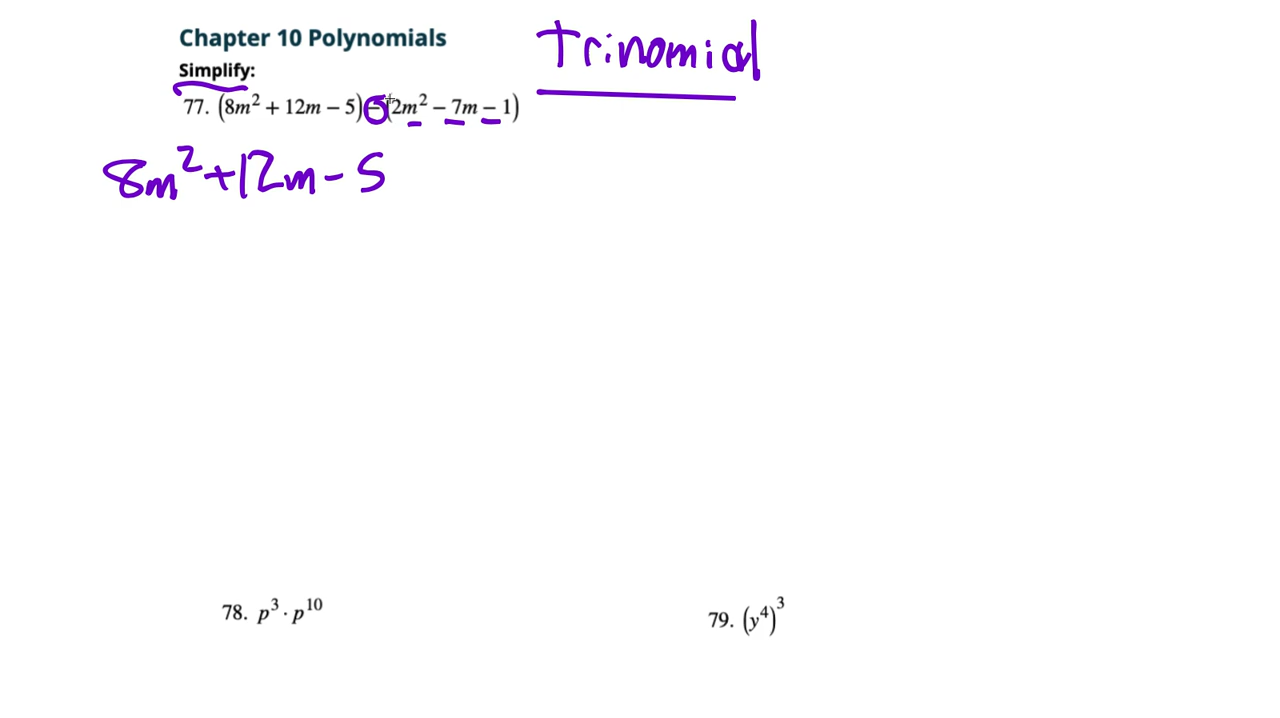 Chapter 10 Polynomials
Trinomial
Simplify:
77. (8m² + 12m − 5) − (2m² − 7m − 1)
8m² + 12m − 5
78. p³ · p¹⁰
79. (y⁴)³